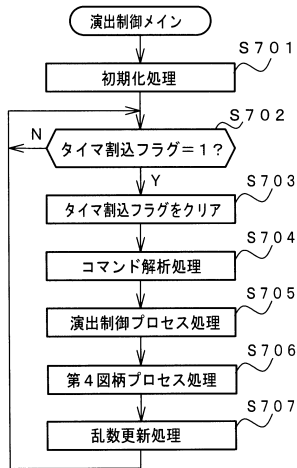 演出制御メイン
S701
初期化処理
S702
N
タイマ割込フラグ＝1？
Y
S703
タイマ割込フラグをクリア
S704
コマンド解析処理
S705
演出制御プロセス処理
S706
第4図柄プロセス処理
S707
乱数更新処理